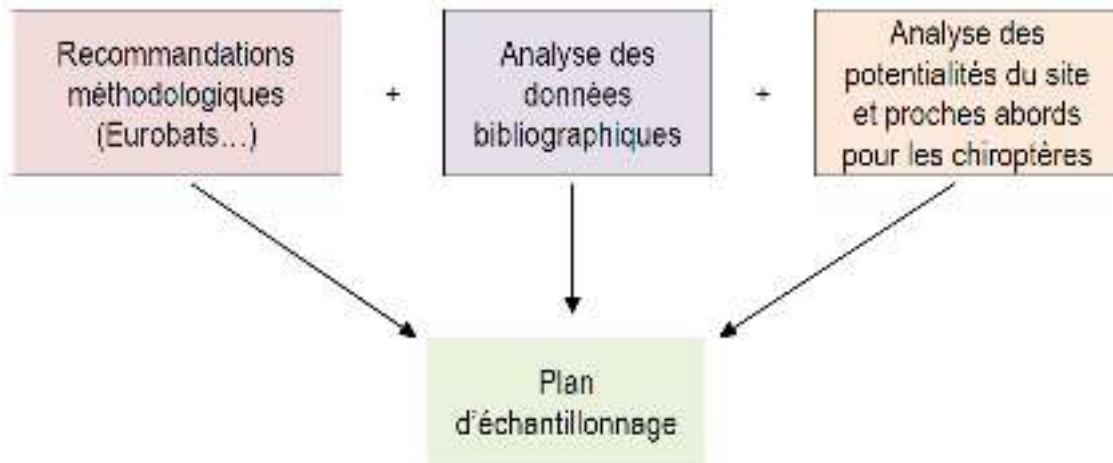 Recommandations
méthodologiques
(Eurobats...)
+
Analyse des
données
bibliographiques
+
Analyse des
potentialités du site
et proches abords
pour les chiroptères
Plan
d'échantillonnage